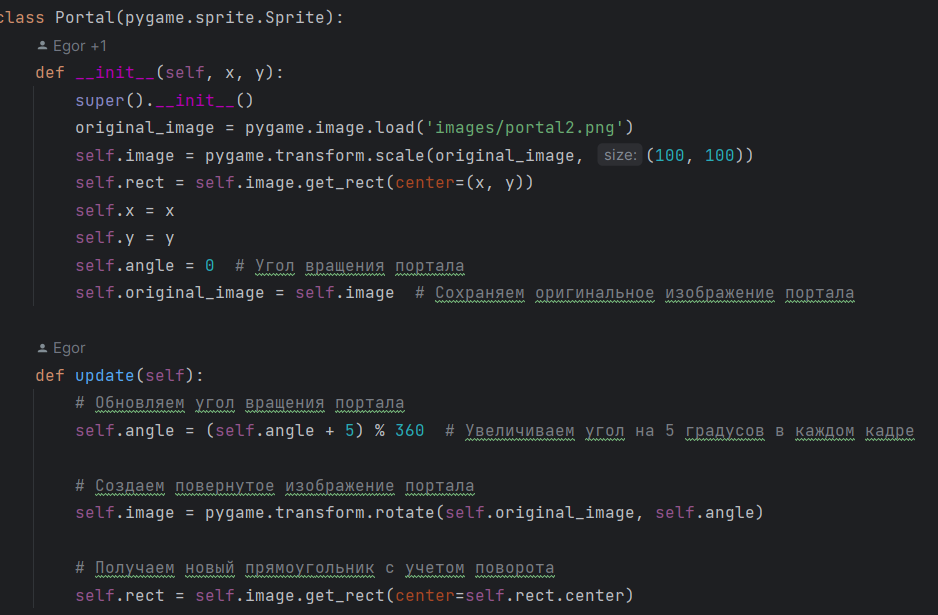 class Portal(pygame.sprite.Sprite):
Egor +1
def __init__(self, x, y):
super().__init__()
original_image = pygame.image.load('images/portal2.png')
self.image = pygame.transform.scale(original_image, size: (100, 100))
self.rect = self.image.get_rect(center=(x, y))
self.x = x
self.y = y
self.angle = 0  # Угол вращения портала
self.original_image = self.image  # Сохраняем оригинальное изображение портала
Egor
def update(self):
# Обновляем угол вращения портала
self.angle = (self.angle + 5) % 360  # Увеличиваем угол на 5 градусов в каждом кадре
# Создаем повернутое изображение портала
self.image = pygame.transform.rotate(self.original_image, self.angle)
# Получаем новый прямоугольник с учетом поворота
self.rect = self.image.get_rect(center=self.rect.center)